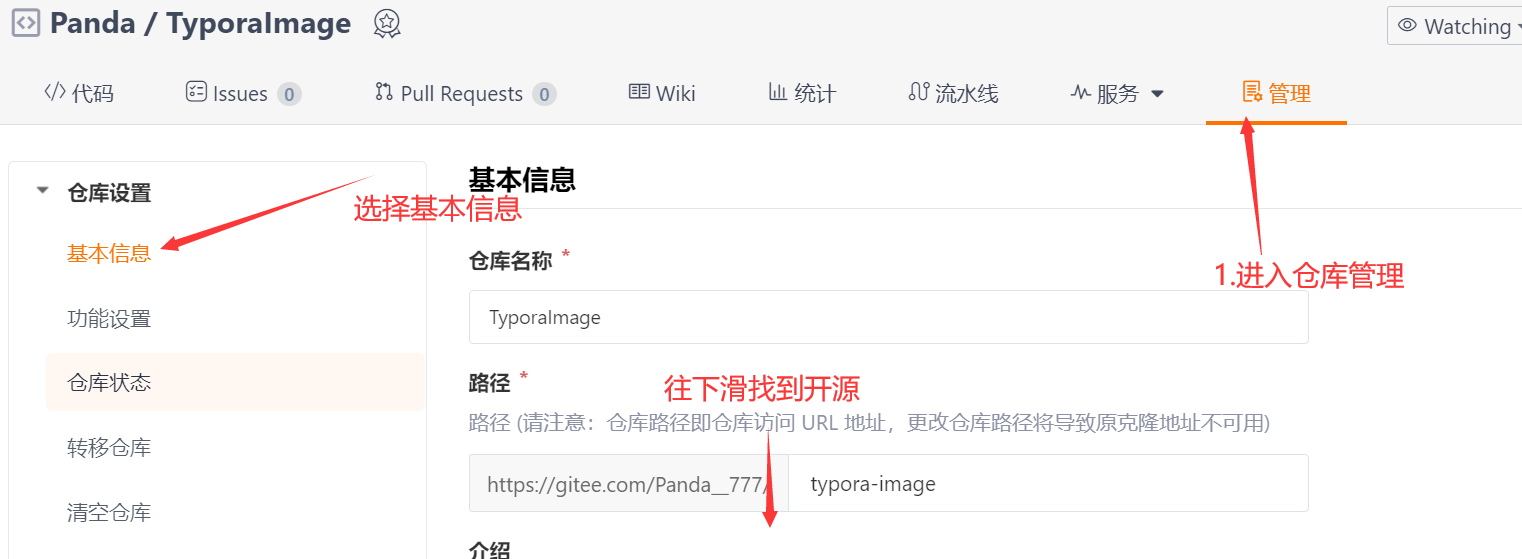 Panda / TyporaImage
Watching
代码
Issues 0
Pull Requests 0
Wiki
统计
流水线
服务
管理
仓库设置
基本信息
选择基本信息
基本信息
功能设置
仓库状态
转移仓库
清空仓库
仓库名称 *
1.进入仓库管理
TyporaImage
路径 *
往下滑找到开源
路径 (请注意：仓库路径即仓库访问 URL 地址，更改仓库路径将导致原克隆地址不可用)
https://gitee.com/Panda__777/
typora-image
介绍